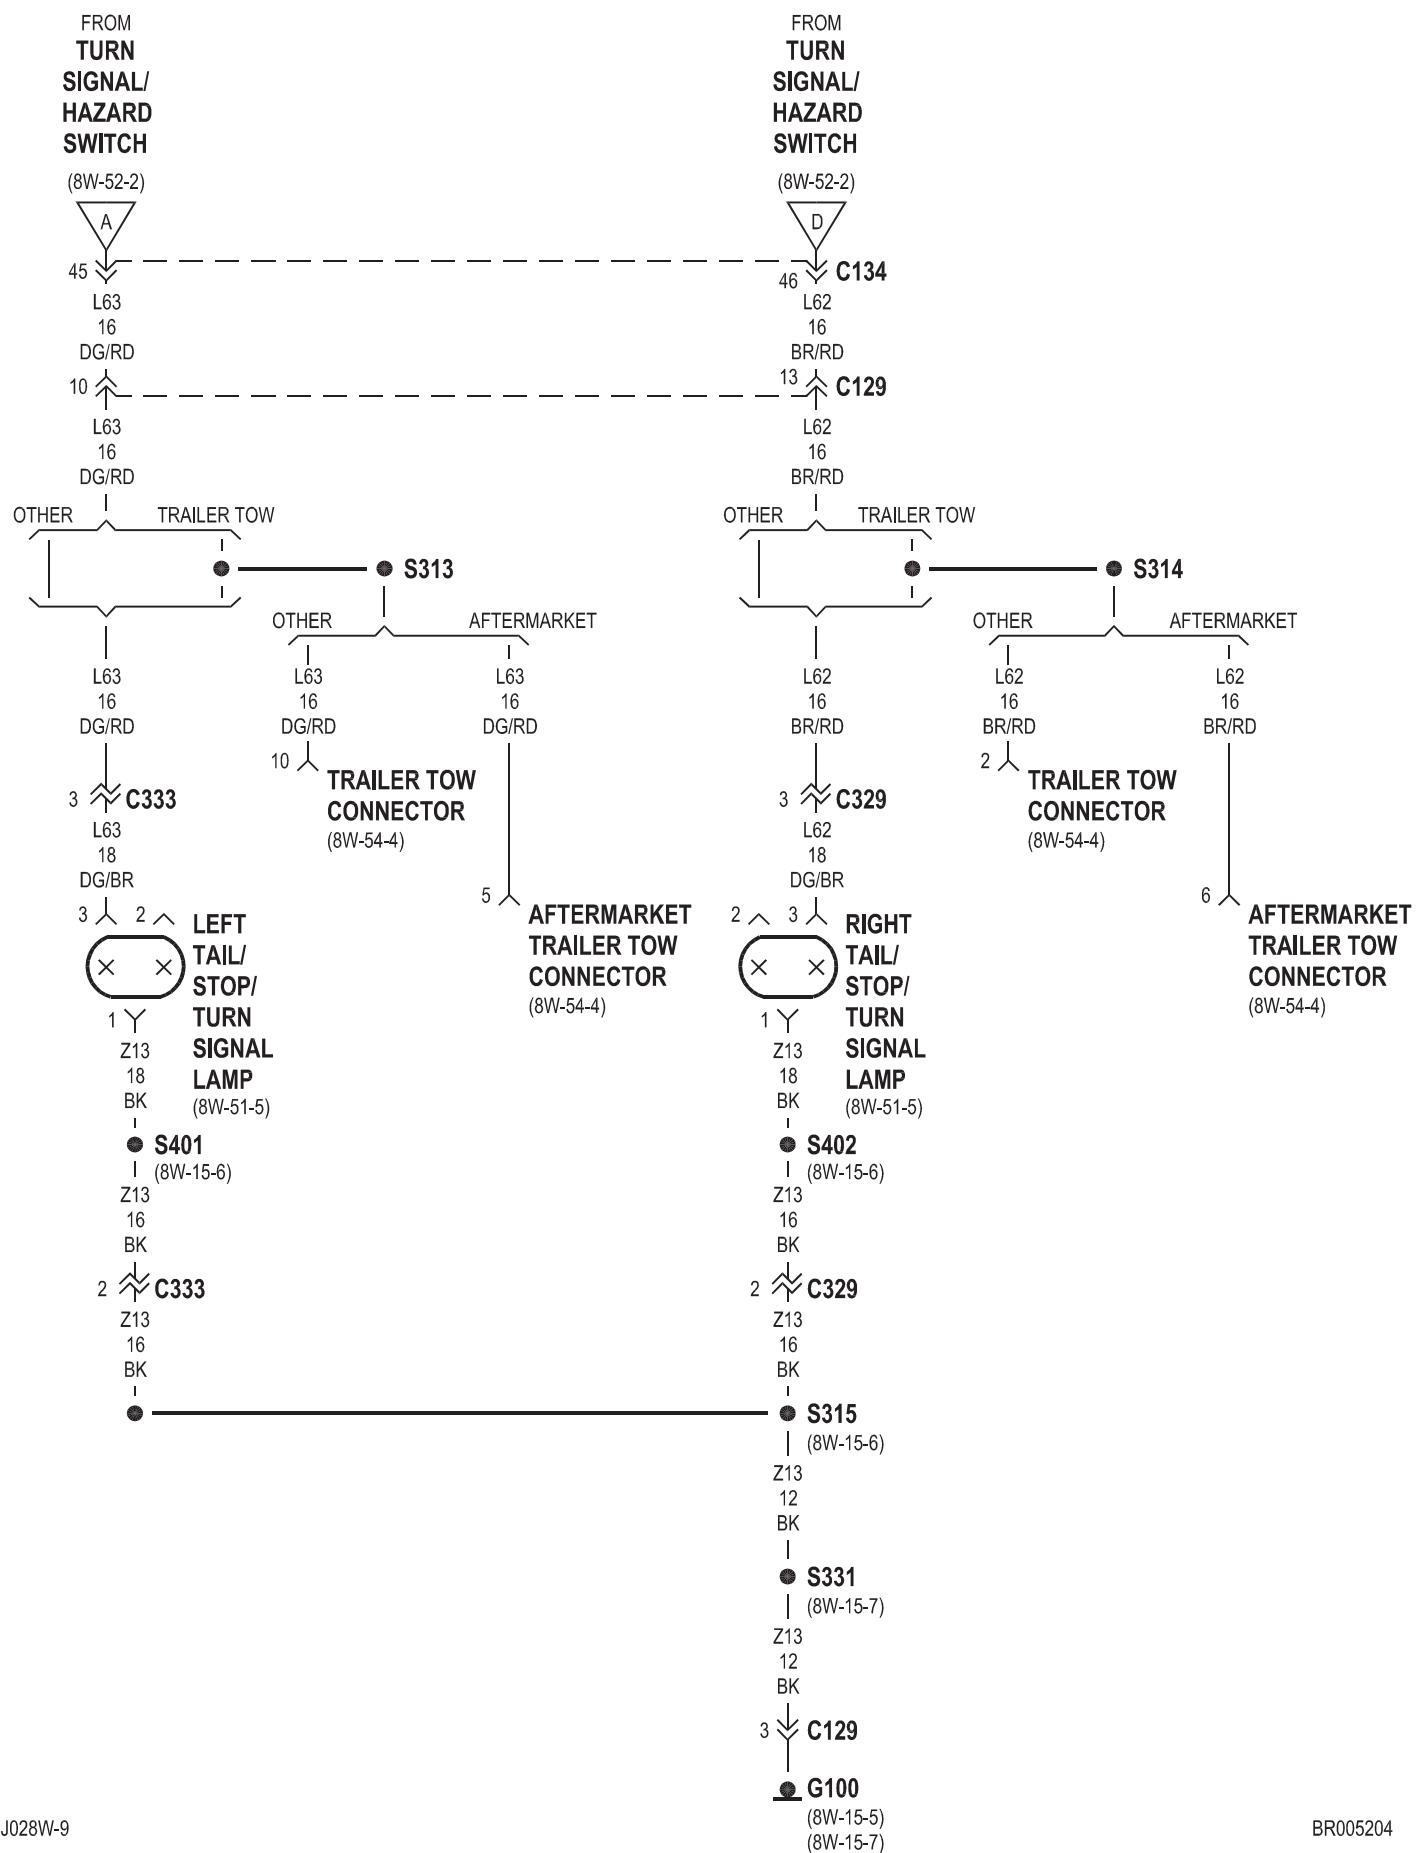 FROM
TURN
SIGNAL/
HAZARD
SWITCH
(8W-52-2)
A
FROM
TURN
SIGNAL/
HAZARD
SWITCH
(8W-52-2)
D
45
46
C134
L63
16
DG/RD
L62
16
BR/RD
10
13
C129
L63
16
DG/RD
L62
16
BR/RD
OTHER
TRAILER TOW
S313
OTHER
TRAILER TOW
S314
OTHER
AFTERMARKET
OTHER
AFTERMARKET
L63
16
DG/RD
L63
16
DG/RD
L63
16
DG/RD
L62
16
BR/RD
L62
16
BR/RD
L62
16
BR/RD
10
TRAILER TOW
CONNECTOR
(8W-54-4)
2
TRAILER TOW
CONNECTOR
(8W-54-4)
3
C333
L63
18
DG/BR
3
C329
L62
18
DG/BR
5
AFTERMARKET
TRAILER TOW
CONNECTOR
(8W-54-4)
6
AFTERMARKET
TRAILER TOW
CONNECTOR
(8W-54-4)
3
2
LEFT
TAIL/
STOP/
TURN
SIGNAL
LAMP
(8W-51-5)
2
3
RIGHT
TAIL/
STOP/
TURN
SIGNAL
LAMP
(8W-51-5)
1
Z13
18
BK
1
Z13
18
BK
S401
(8W-15-6)
S402
(8W-15-6)
Z13
16
BK
Z13
16
BK
2
C333
2
C329
Z13
16
BK
Z13
16
BK
S315
(8W-15-6)
Z13
12
BK
S331
(8W-15-7)
Z13
12
BK
3
C129
G100
(8W-15-5)
(8W-15-7)
J028W-9
BR005204